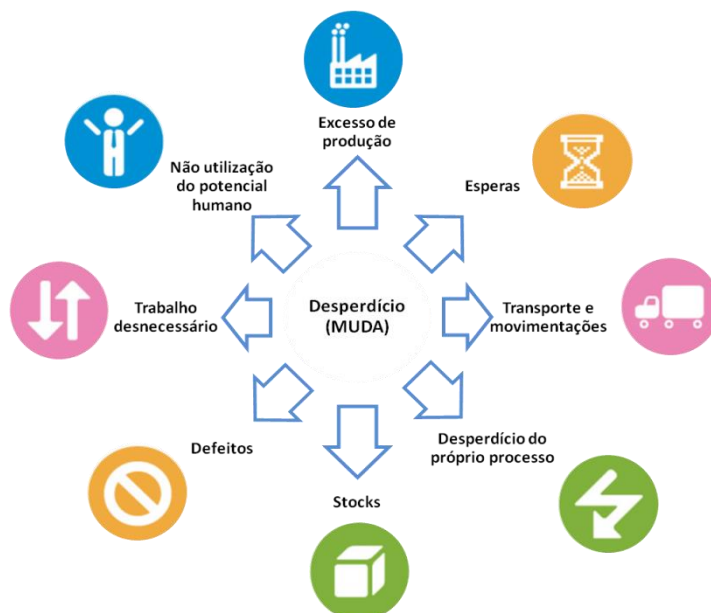 Excesso de
produção
Esperas
Transporte e
movimentações
Desperdício do
próprio processo
Stocks
Defeitos
Trabalho
desnecessário
Não utilização
do potencial
humano
Desperdício
(MUDA)